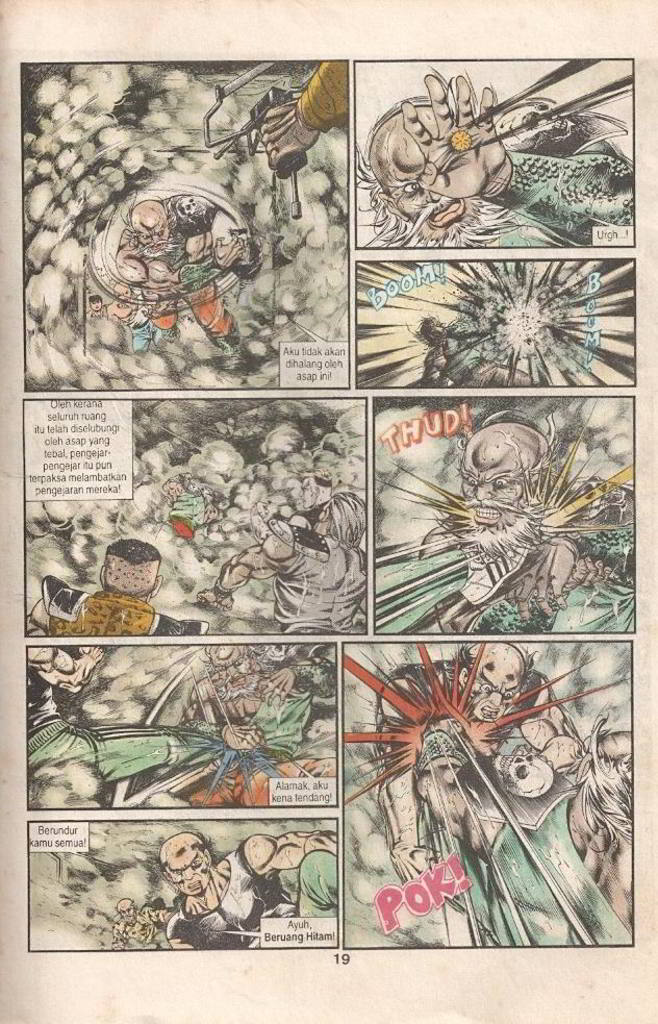 Aku tidak akan
dihalang oleh
asap ini!
Urgh...!
BOOM!!
BOOM!!
Oleh kerana
seluruh ruang
itu telah diselubungi
oleh asap yang
tebal, pengejar-
pengejar itu pun
terpaksa melambatkan
pengejaran mereka!
THUD!
Alamak, aku
kena tendang!
POK!
Berundur
kamu semua!
Ayuh,
Beruang Hitam!
19